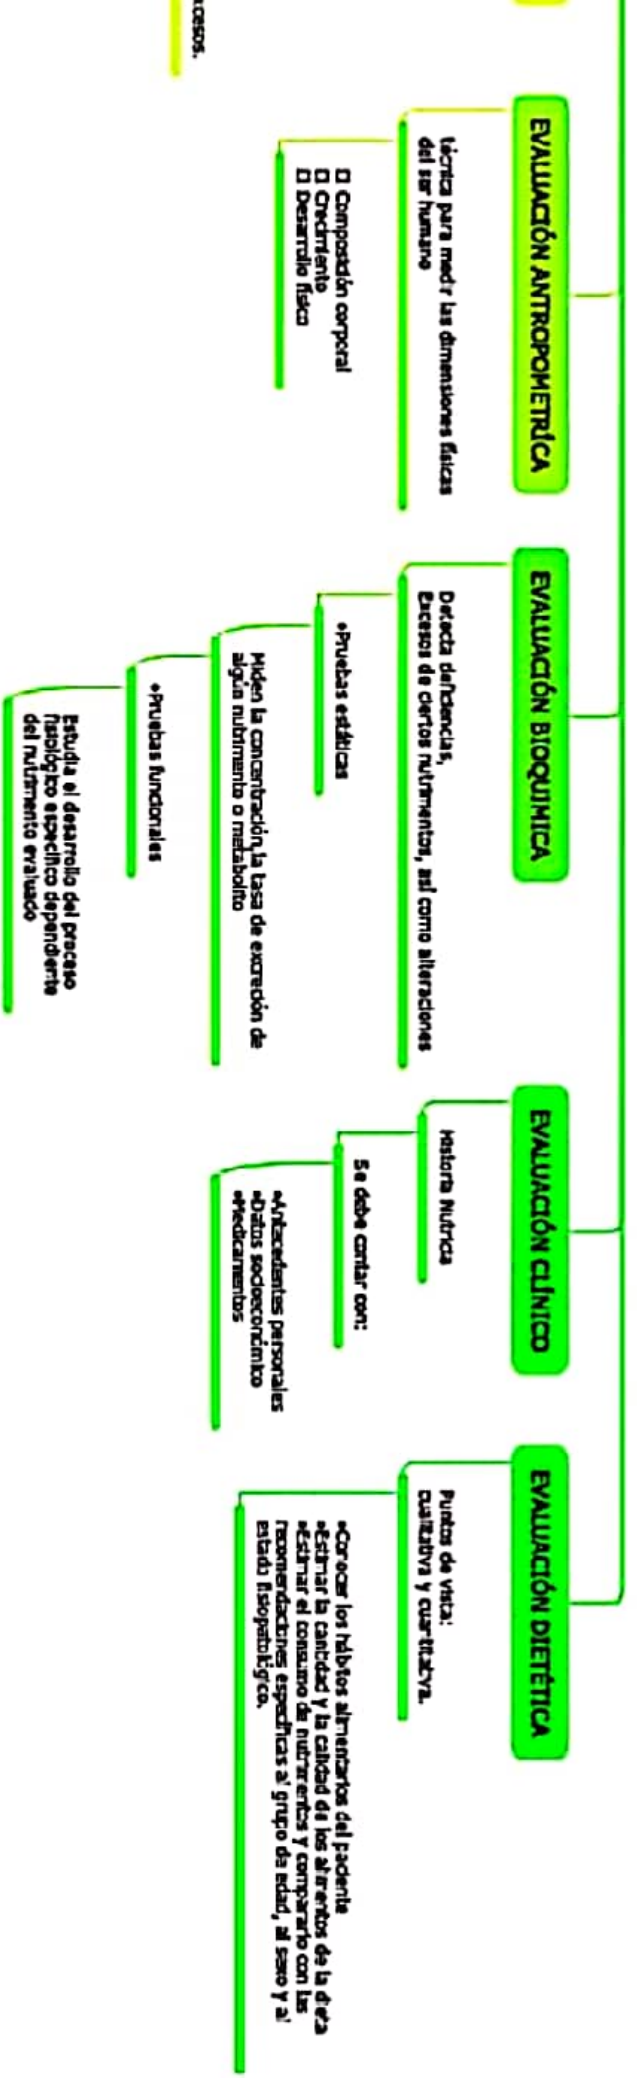 cesos.
EVALUACIÓN ANTROPOMETRÍCA
técnica para medir las dimensiones físicas
del ser humano
☐ Composición corporal
☐ Crecimiento
☐ Desarrollo físico
EVALUACIÓN BIOQUIMICA
Detecta deficiencias,
Excesos de ciertos nutrimentos, así como alteraciones
•Pruebas estáticas
Miden la concentración,la tasa de excreción de
algún nutrimento o metabolito
•Pruebas funcionales
Estudia el desarrollo del proceso
fisiológico específico dependiente
del nutrimento evaluado
EVALUACIÓN CLÍNICO
Historia Nutricia
Se debe contar con:
•Antecedentes personales
•Datos socioeconómico
•Medicamentos
EVALUACIÓN DIETÉTICA
Puntos de vista:
cualitativa y cuantitativa.
•Conocer los hábitos alimentarios del paciente
•Estimar la cantidad y la calidad de los alimentos de la dieta
•Estimar el consumo de nutrimentos y compararlo con las
recomendaciones específicas al grupo de edad, al sexo y al
estado fisiopatológico.